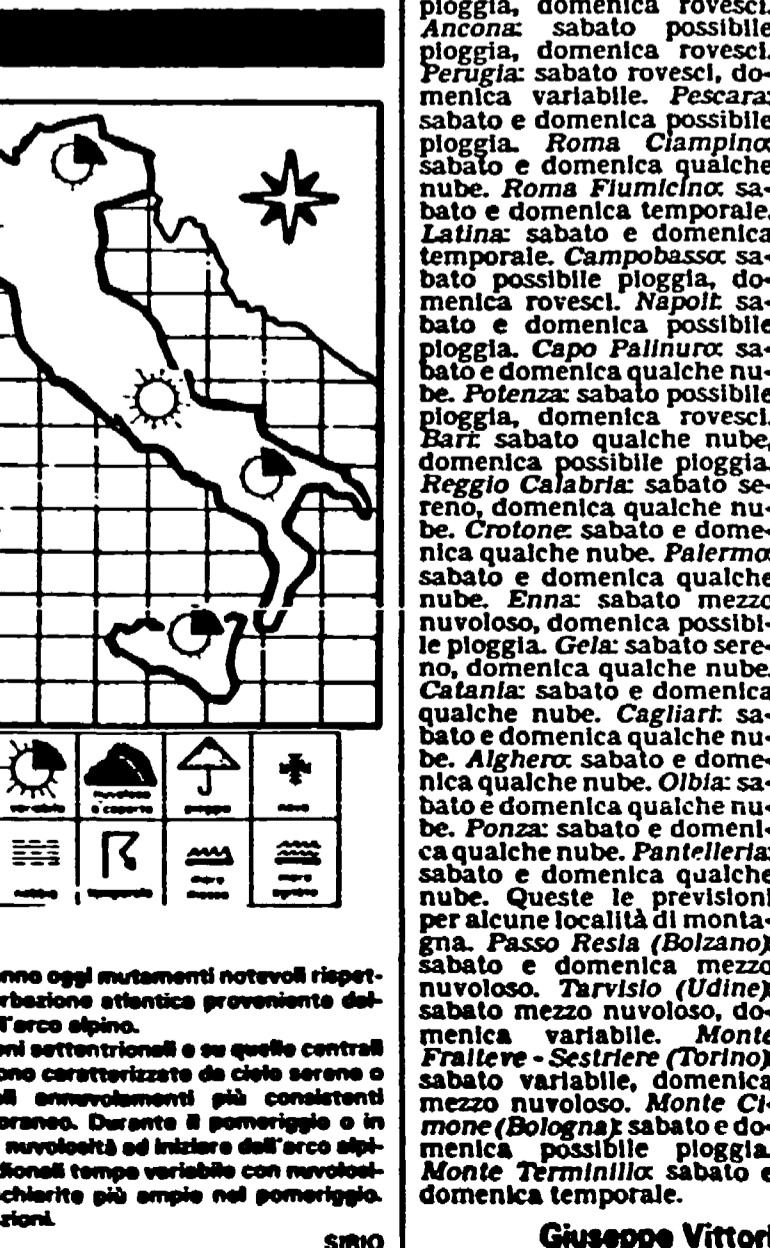 variabile
nuvoloso
o coperto
pioggia
neve
nebbia
temporale
mare
mosso
mare
agitato
nno oggi mutamenti notevoli rispet-
rbazione atlantica proveniente dal-
l'arco alpino.
oni settentrionali e su quelle centrali
ono caratterizzate da cielo sereno o
ali annuvolamenti più consistenti
oraneo. Durante il pomeriggio o in
nuvolosità ad iniziare dall'arco alpi-
dionali tempo variabile con nuvolosi-
schiarite più ampie nel pomeriggio.
zioni.
SIRIO
pioggia, domenica rovesci.
Ancona: sabato possibile
pioggia, domenica rovesci.
Perugia: sabato rovesci, do-
menica variabile. Pescara:
sabato e domenica possibile
pioggia. Roma Ciampino:
sabato e domenica qualche
nube. Roma Fiumicino: sa-
bato e domenica temporale.
Latina: sabato e domenica
temporale. Campobasso: sa-
bato possibile pioggia, do-
menica rovesci. Napoli: sa-
bato e domenica possibile
pioggia. Capo Palinuro: sa-
bato e domenica qualche nu-
be. Potenza: sabato possibile
pioggia, domenica rovesci.
Bari: sabato qualche nube,
domenica possibile pioggia.
Reggio Calabria: sabato se-
reno, domenica qualche nu-
be. Crotone: sabato e dome-
nica qualche nube. Palermo:
sabato e domenica qualche
nube. Enna: sabato mezzo
nuvoloso, domenica possibi-
le pioggia. Gela: sabato sere-
no, domenica qualche nube.
Catania: sabato e domenica
qualche nube. Cagliari: sa-
bato e domenica qualche nu-
be. Alghero: sabato e dome-
nica qualche nube. Olbia: sa-
bato e domenica qualche nu-
be. Ponza: sabato e domeni-
ca qualche nube. Pantelleria:
sabato e domenica qualche
nube. Queste le previsioni
per alcune località di monta-
gna. Passo Resia (Bolzano):
sabato e domenica mezzo
nuvoloso. Tarvisio (Udine):
sabato mezzo nuvoloso, do-
menica variabile. Monte
Fraiteve - Sestriere (Torino):
sabato variabile, domenica
mezzo nuvoloso. Monte Ci-
mone (Bologna): sabato e do-
menica possibile pioggia.
Monte Terminillo: sabato e
domenica temporale.
Giuseppe Vittori